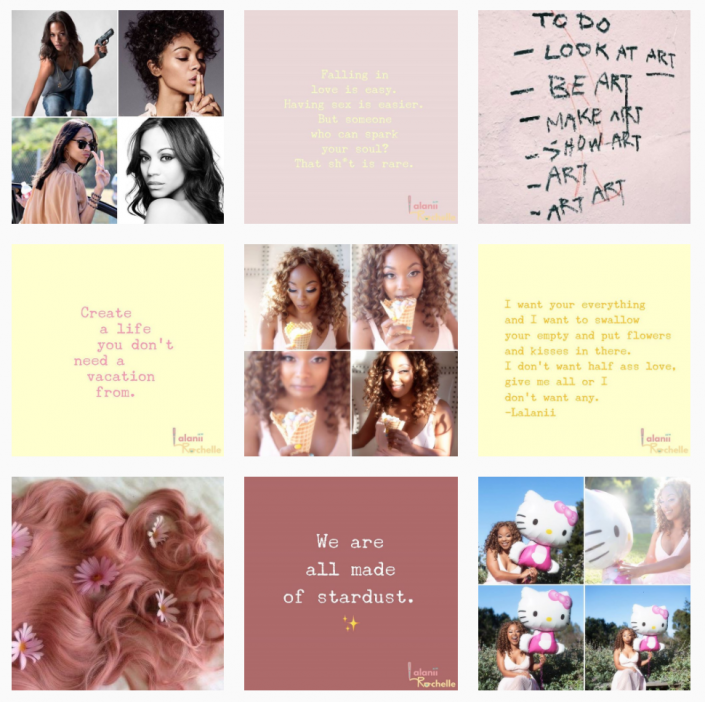 Falling in
love is easy.
Having sex is easier.
But someone
who can spark
your soul?
That sh*t is rare.
Lalanii
Rochelle
TO DO
- LOOK AT ART
- BE ART
- MAKE ART
- SHOW ART
- ART
- ART ART
Create
a life
you don't
need a
vacation
from.
Lalanii
Rochelle
I want your everything
and I want to swallow
your empty and put flowers
and kisses in there.
I don't want half ass love,
give me all or I
don't want any.
-Lalanii
Lalanii
Rochelle
We are
all made
of stardust.
Lalanii
Rochelle